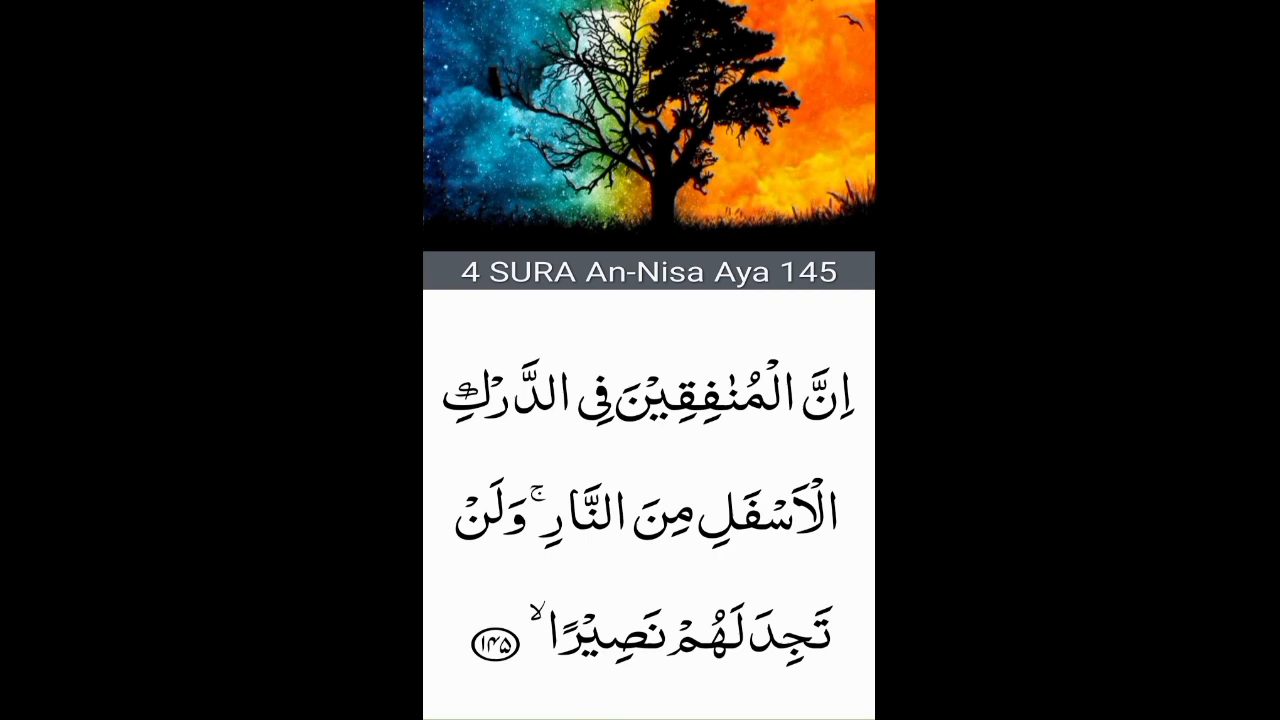 4 SURA An-Nisa Aya 145
اِنَّ الْمُنٰفِقِيْنَ فِى الدَّرْكِ
الْاَسْفَلِ مِنَ النَّارِ ۚ وَلَنْ
تَجِدَ لَهُمْ نَصِيْرًا ۙ ۱۴۵